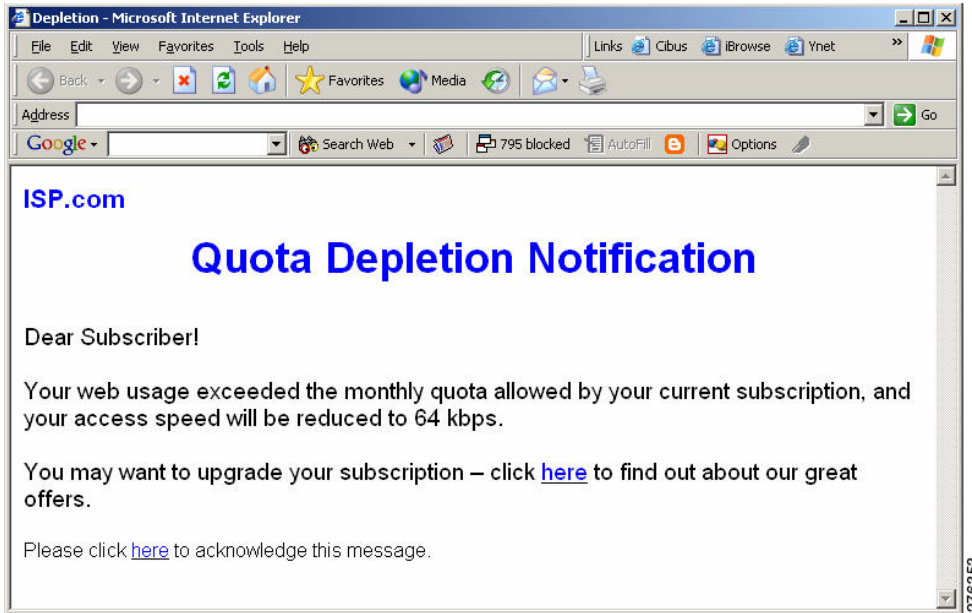 Depletion - Microsoft Internet Explorer
File Edit View Favorites Tools Help Links Cibus iBrowse Ynet »
Back Favorites Media
Address Go
Google Search Web 795 blocked AutoFill Options
ISP.com
Quota Depletion Notification
Dear Subscriber!
Your web usage exceeded the monthly quota allowed by your current subscription, and
your access speed will be reduced to 64 kbps.
You may want to upgrade your subscription – click here to find out about our great
offers.
Please click here to acknowledge this message.